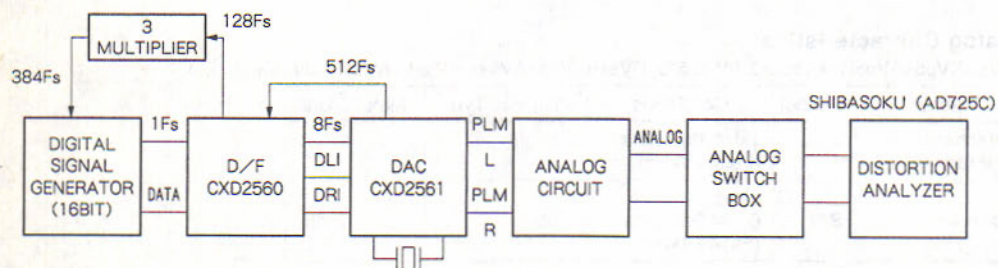 3
MULTIPLIER
128Fs
384Fs
512Fs
SHIBASOKU (AD725C)
DIGITAL
SIGNAL
GENERATOR
(16BIT)
1Fs
DATA
D/F
CXD2560
8Fs
DLI
DRI
DAC
CXD2561
PLM
L
PLM
R
ANALOG
CIRCUIT
ANALOG
ANALOG
SWITCH
BOX
DISTORTION
ANALYZER